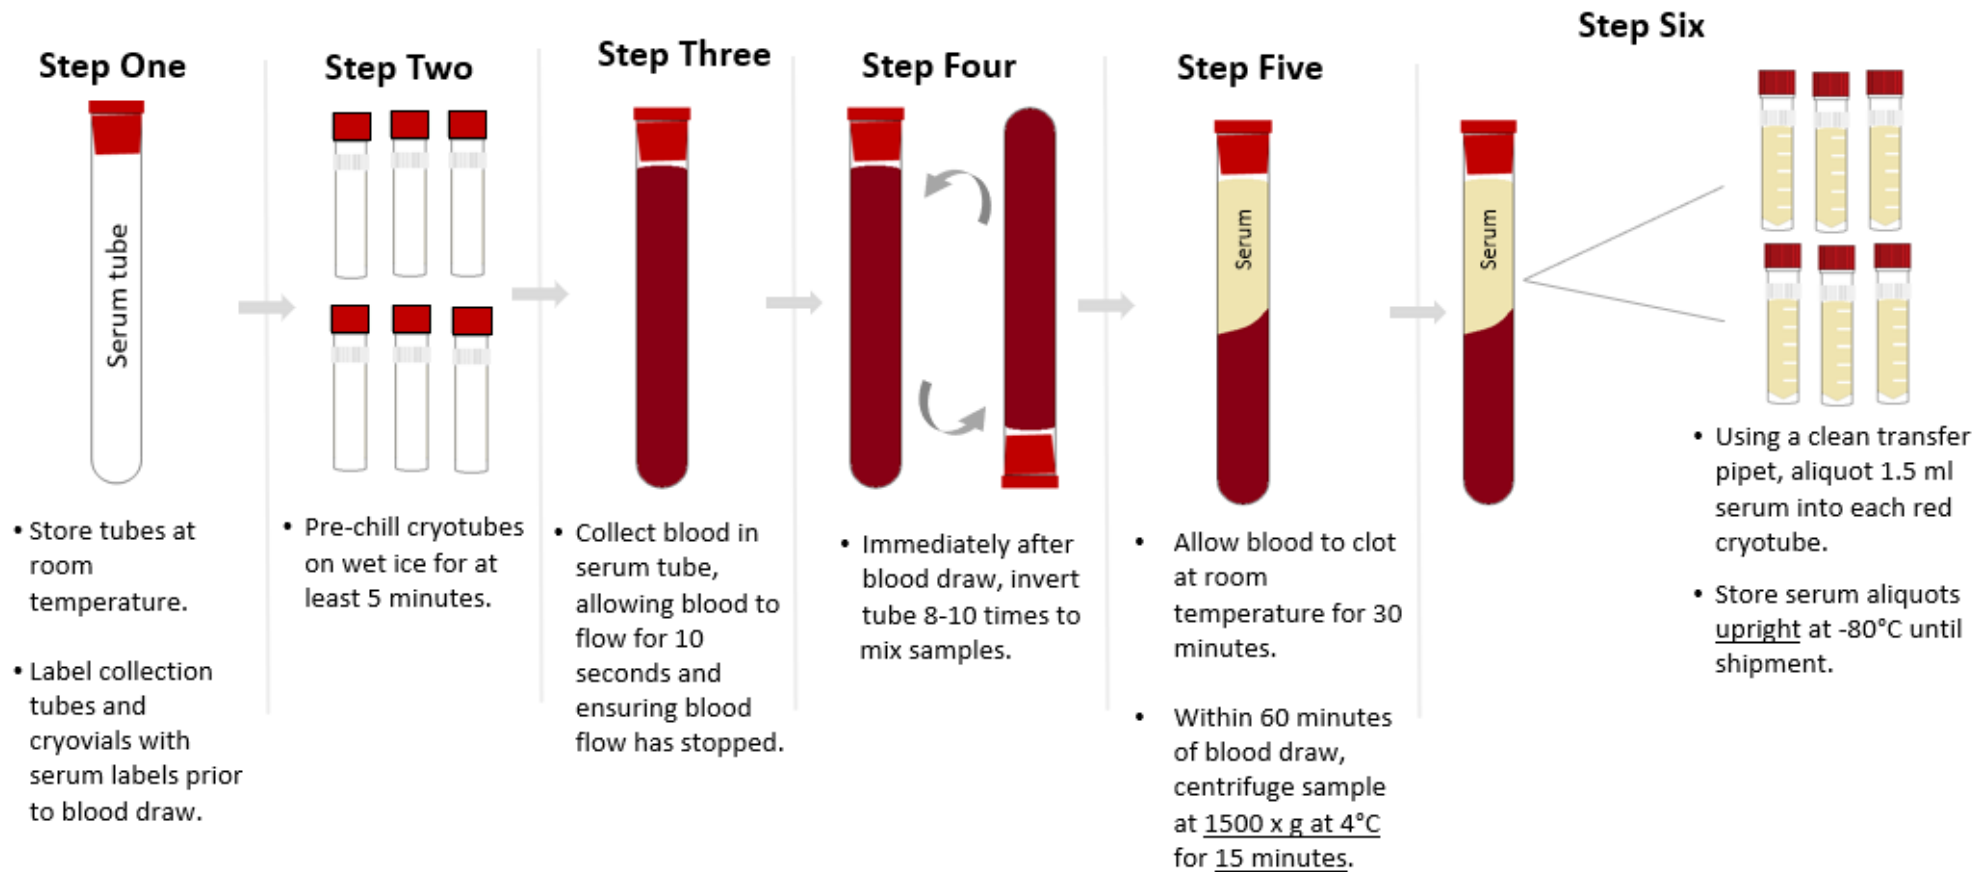 Step One
Serum tube
• Store tubes at
room
temperature.
• Label collection
tubes and
cryovials with
serum labels prior
to blood draw.
Step Two
• Pre-chill cryotubes
on wet ice for at
least 5 minutes.
Step Three
• Collect blood in
serum tube,
allowing blood to
flow for 10
seconds and
ensuring blood
flow has stopped.
Step Four
• Immediately after
blood draw, invert
tube 8-10 times to
mix samples.
Step Five
Serum
• Allow blood to clot
at room
temperature for 30
minutes.
• Within 60 minutes
of blood draw,
centrifuge sample
at 1500 x g at 4°C
for 15 minutes.
Step Six
Serum
• Using a clean transfer
pipet, aliquot 1.5 ml
serum into each red
cryotube.
• Store serum aliquots
upright at -80°C until
shipment.